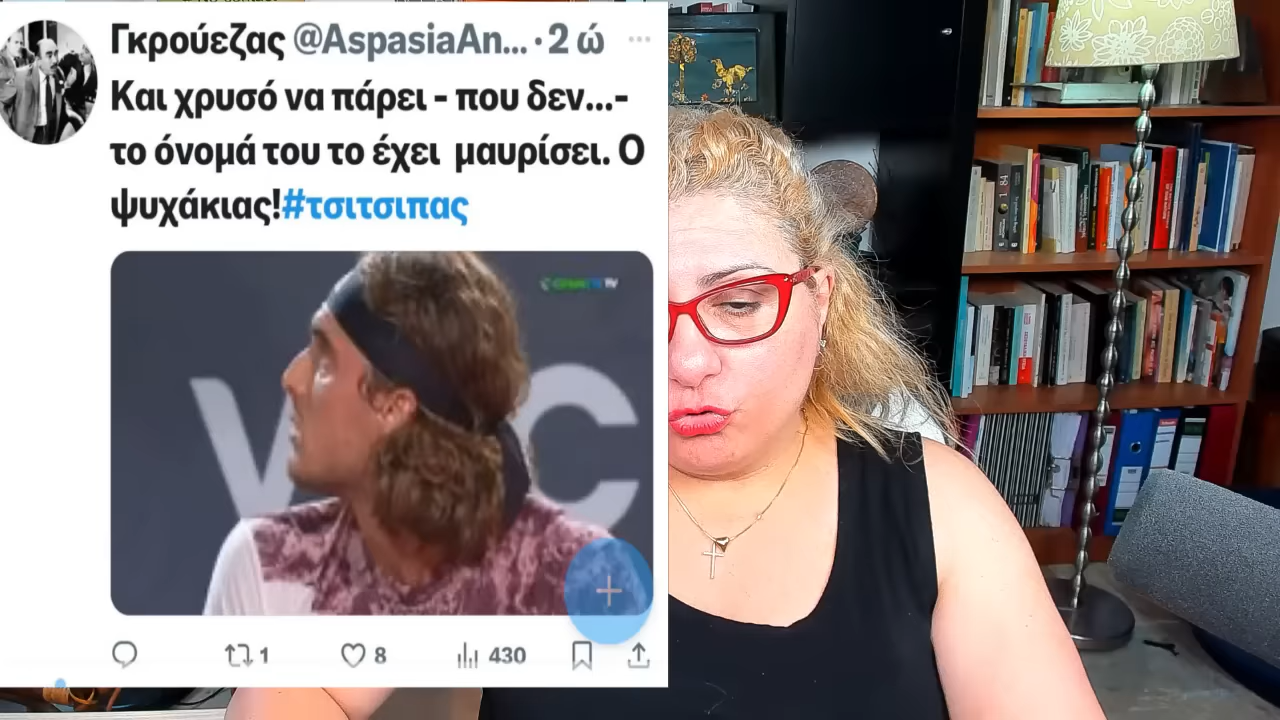 Γκρούεζας @AspasiaAn... · 2 ώ
Και χρυσό να πάρει - που δεν...-
το όνομά του το έχει μαυρίσει. Ο
ψυχάκιας!#τσιτσιπας
1
8
430